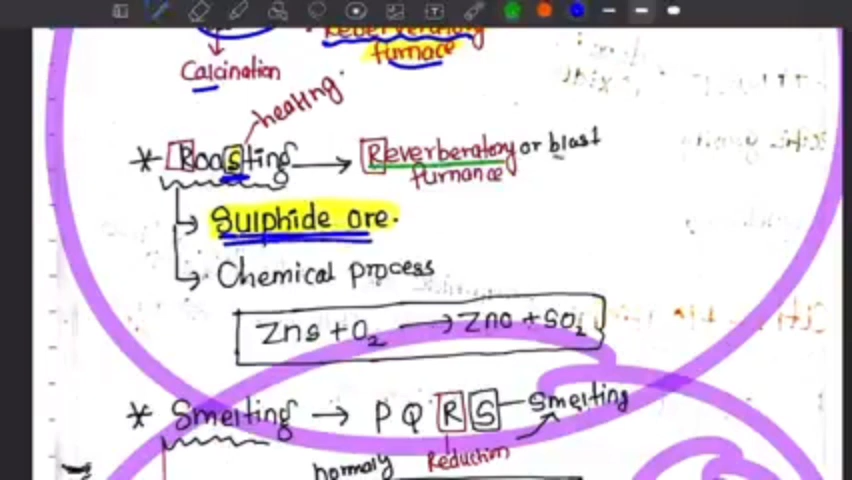 Reverberatory
furnace
Calcination
heating
* Roasting → Reverberatory or blast
furnance
→ Sulphide ore.
→ Chemical process
Zns + O2 → ZnO + SO2
* Smelting → P Q R S - Smelting
normaly Reduction